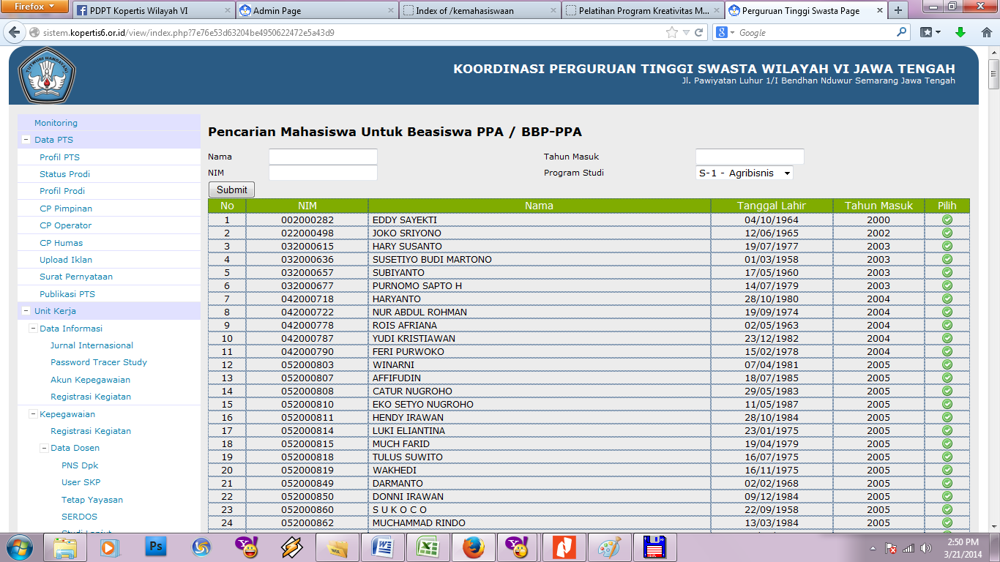 Firefox
PDPT Kopertis Wilayah VI
Admin Page
Index of /kemahasiswaan
Pelatihan Program Kreativitas M...
Perguruan Tinggi Swasta Page
sistem.kopertis6.or.id/view/index.php?7e76e53d63204be4950622472e5a43d9
Google
TUT WURI HANDAYANI
KOORDINASI PERGURUAN TINGGI SWASTA WILAYAH VI JAWA TENGAH
Jl. Pawiyatan Luhur 1/I Bendhan Nduwur Semarang Jawa Tengah
Monitoring
Data PTS
Profil PTS
Status Prodi
Profil Prodi
CP Pimpinan
CP Operator
CP Humas
Upload Iklan
Surat Pernyataan
Publikasi PTS
Unit Kerja
Data Informasi
Jurnal Internasional
Password Tracer Study
Akun Kepegawaian
Registrasi Kegiatan
Kepegawaian
Registrasi Kegiatan
Data Dosen
PNS Dpk
User SKP
Tetap Yayasan
SERDOS
Studi Lanjut
Pencarian Mahasiswa Untuk Beasiswa PPA / BBP-PPA
Nama Tahun Masuk
NIM Program Studi S-1 - Agribisnis
Submit
No NIM Nama Tanggal Lahir Tahun Masuk Pilih
1 002000282 EDDY SAYEKTI 04/10/1964 2000
2 022000498 JOKO SRIYONO 12/06/1965 2002
3 032000615 HARY SUSANTO 19/07/1977 2003
4 032000636 SUSETIYO BUDI MARTONO 01/03/1958 2003
5 032000657 SUBIYANTO 17/05/1960 2003
6 032000677 PURNOMO SAPTO H 14/07/1979 2003
7 042000718 HARYANTO 28/10/1980 2004
8 042000722 NUR ABDUL ROHMAN 19/09/1974 2004
9 042000778 ROIS AFRIANA 02/05/1963 2004
10 042000787 YUDI KRISTIAWAN 23/12/1982 2004
11 042000790 FERI PURWOKO 15/02/1978 2004
12 052000803 WINARNI 07/04/1981 2005
13 052000807 AFFIFUDIN 18/07/1985 2005
14 052000808 CATUR NUGROHO 29/05/1983 2005
15 052000810 EKO SETYO NUGROHO 11/05/1987 2005
16 052000811 HENDY IRAWAN 28/10/1984 2005
17 052000814 LUKI ELIANTINA 23/01/1975 2005
18 052000815 MUCH FARID 19/04/1979 2005
19 052000818 TULUS SUWITO 16/07/1975 2005
20 052000819 WAKHEDI 16/11/1975 2005
21 052000849 DARMANTO 02/02/1968 2005
22 052000850 DONNI IRAWAN 09/12/1984 2005
23 052000860 S U K O C O 22/09/1958 2005
24 052000862 MUCHAMMAD RINDO 13/03/1984 2005
Ps
2:50 PM
3/21/2014